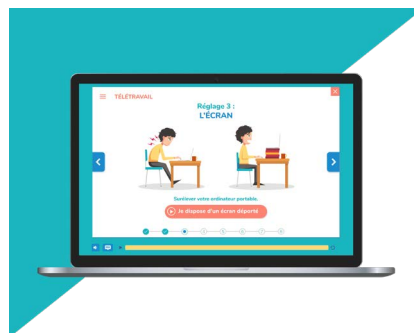 TÉLÉTRAVAIL
Réglage 3 :
L'ÉCRAN
Surélever votre ordinateur portable.
Je dispose d'un écran déporté